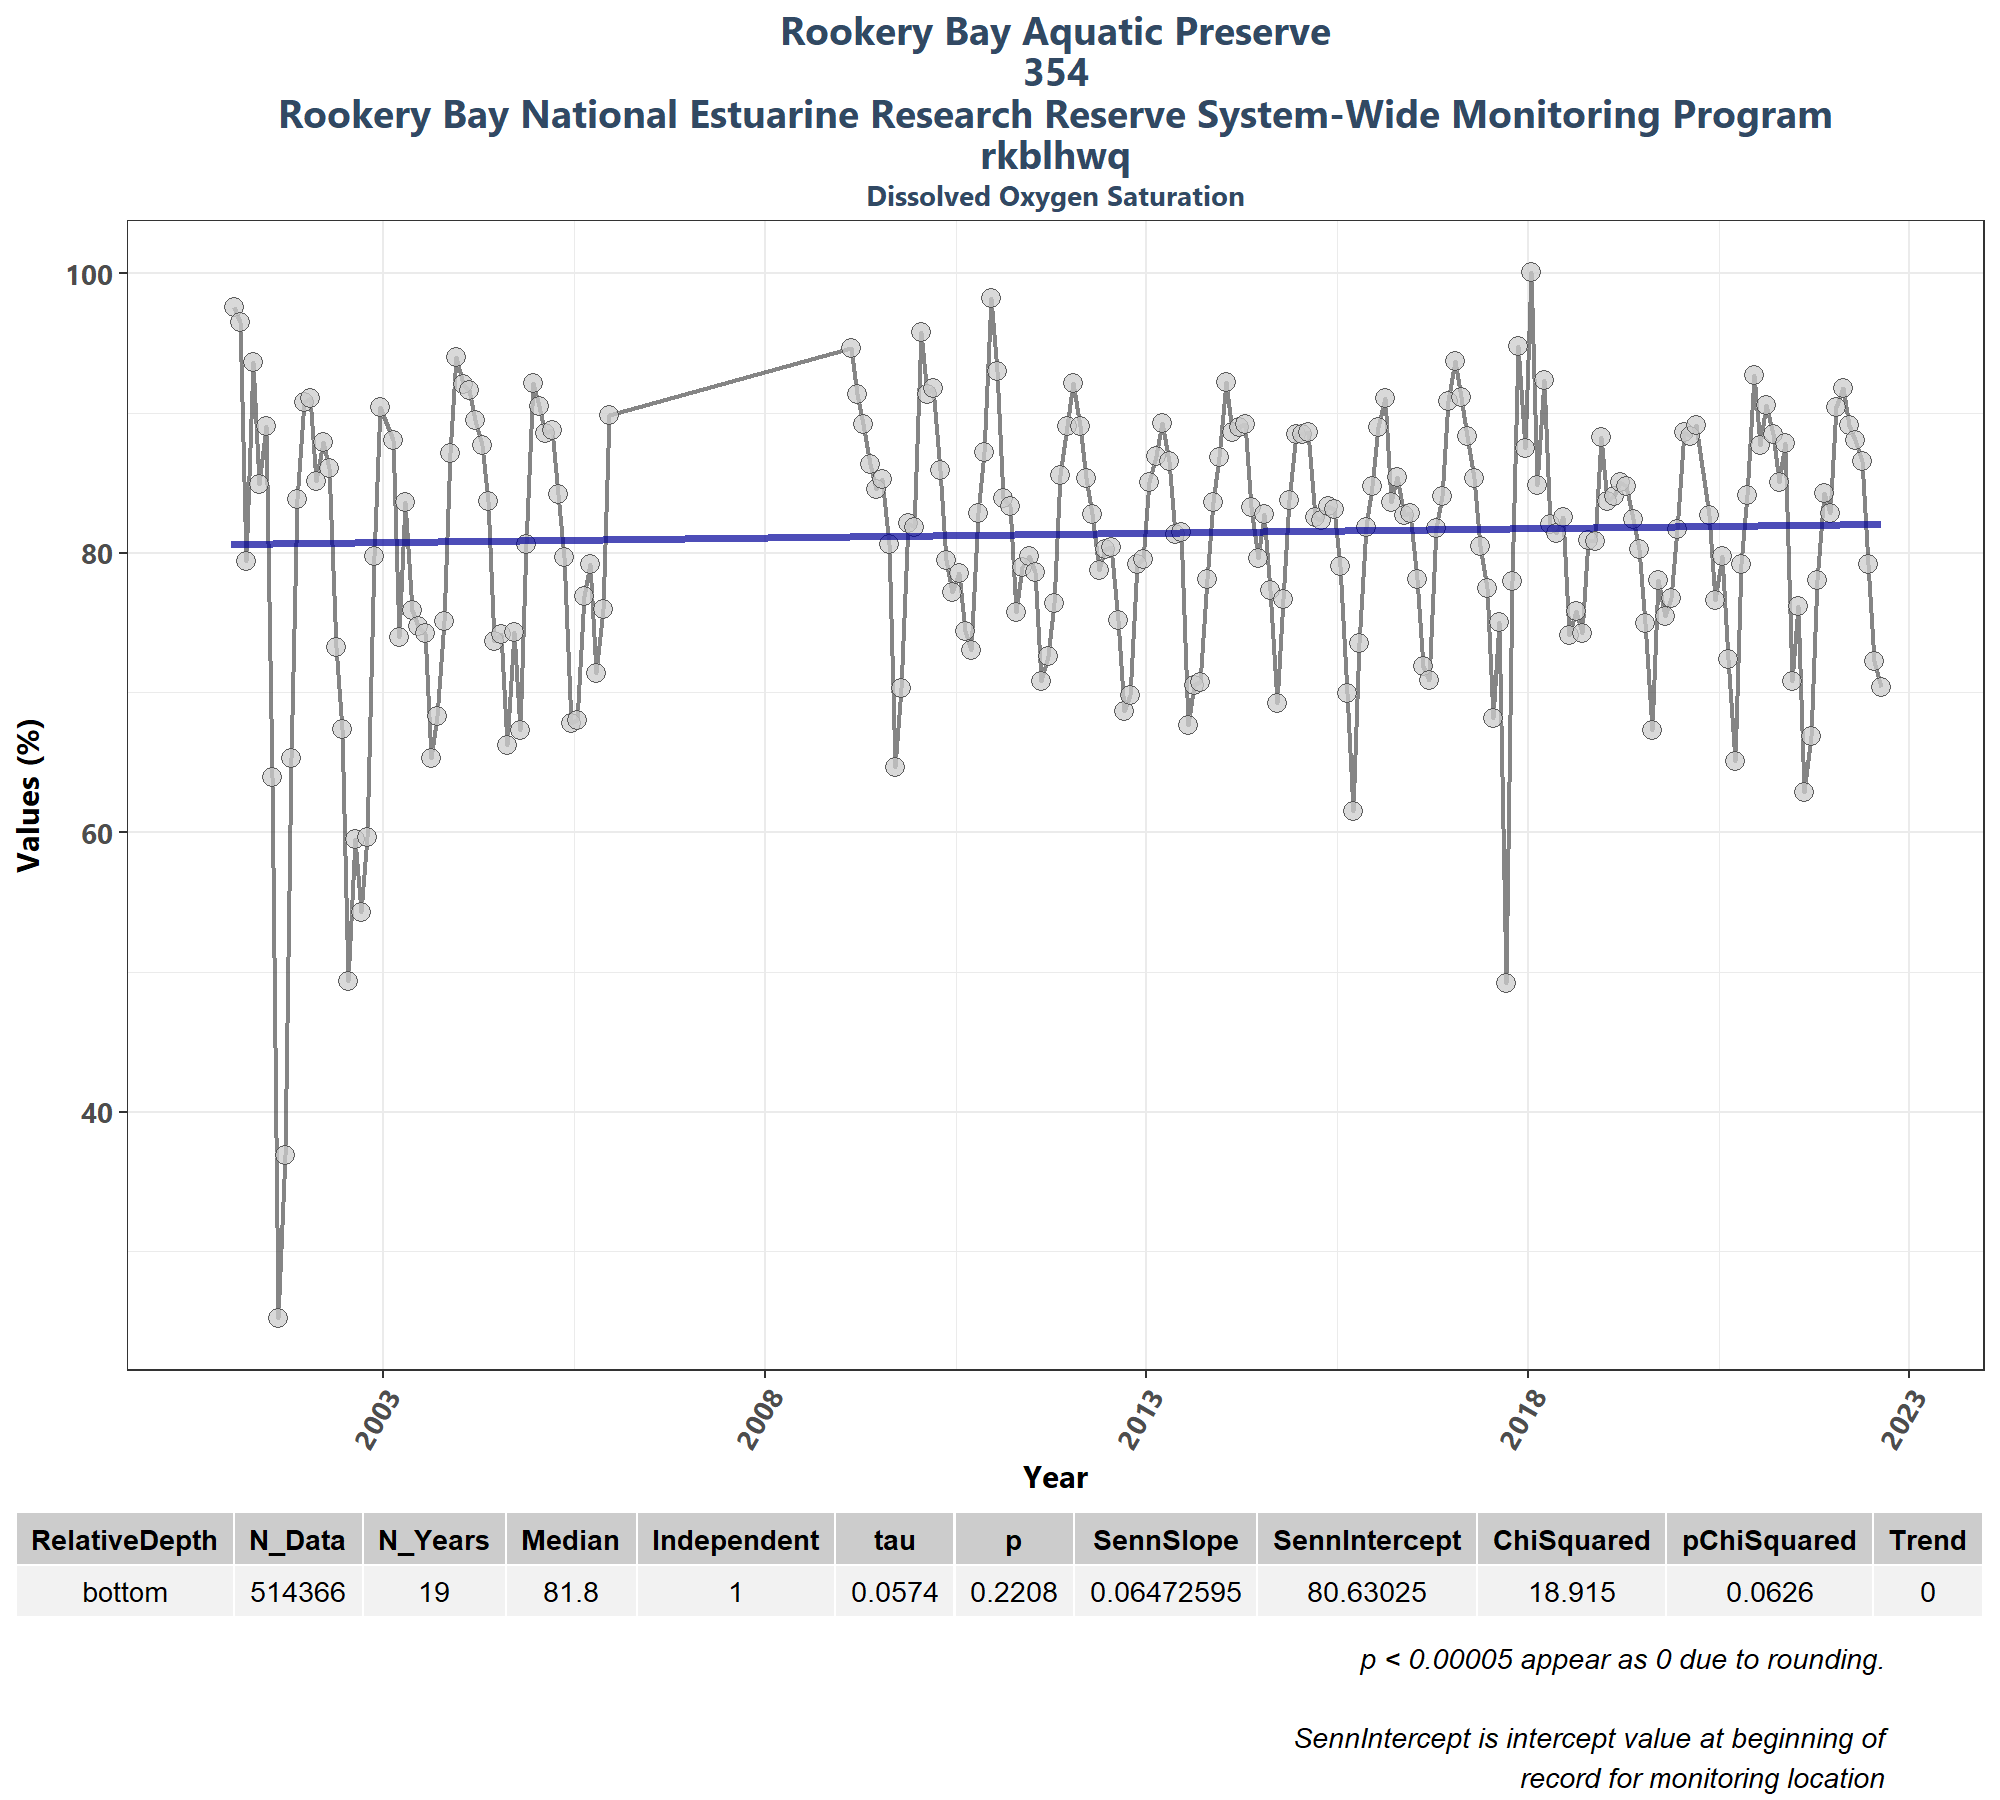 Rookery Bay Aquatic Preserve
354
Rookery Bay National Estuarine Research Reserve System-Wide Monitoring Program
rkblhwq
Dissolved Oxygen Saturation
100
80
60
40
Values (%)
2003 2008 2013 2018 2023
Year
RelativeDepth N_Data N_Years Median Independent tau p SennSlope SennIntercept ChiSquared pChiSquared Trend
bottom 514366 19 81.8 1 0.0574 0.2208 0.06472595 80.63025 18.915 0.0626 0
p < 0.00005 appear as 0 due to rounding.
SennIntercept is intercept value at beginning of
record for monitoring location